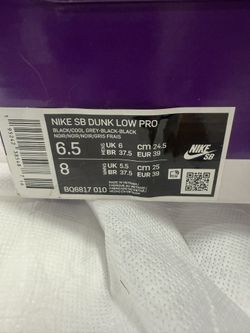 NIKE SB DUNK LOW PRO
BLACK/COOL GREY-BLACK-BLACK
NOIR/NOIR/NOIR/GRIS FRAIS
6.5 UK 6 CM 24.5
BR 37.5 EUR 39
8 UK 5.5 CM 25
BR 37.5 EUR 39
BQ6817 010
NIKE
SB